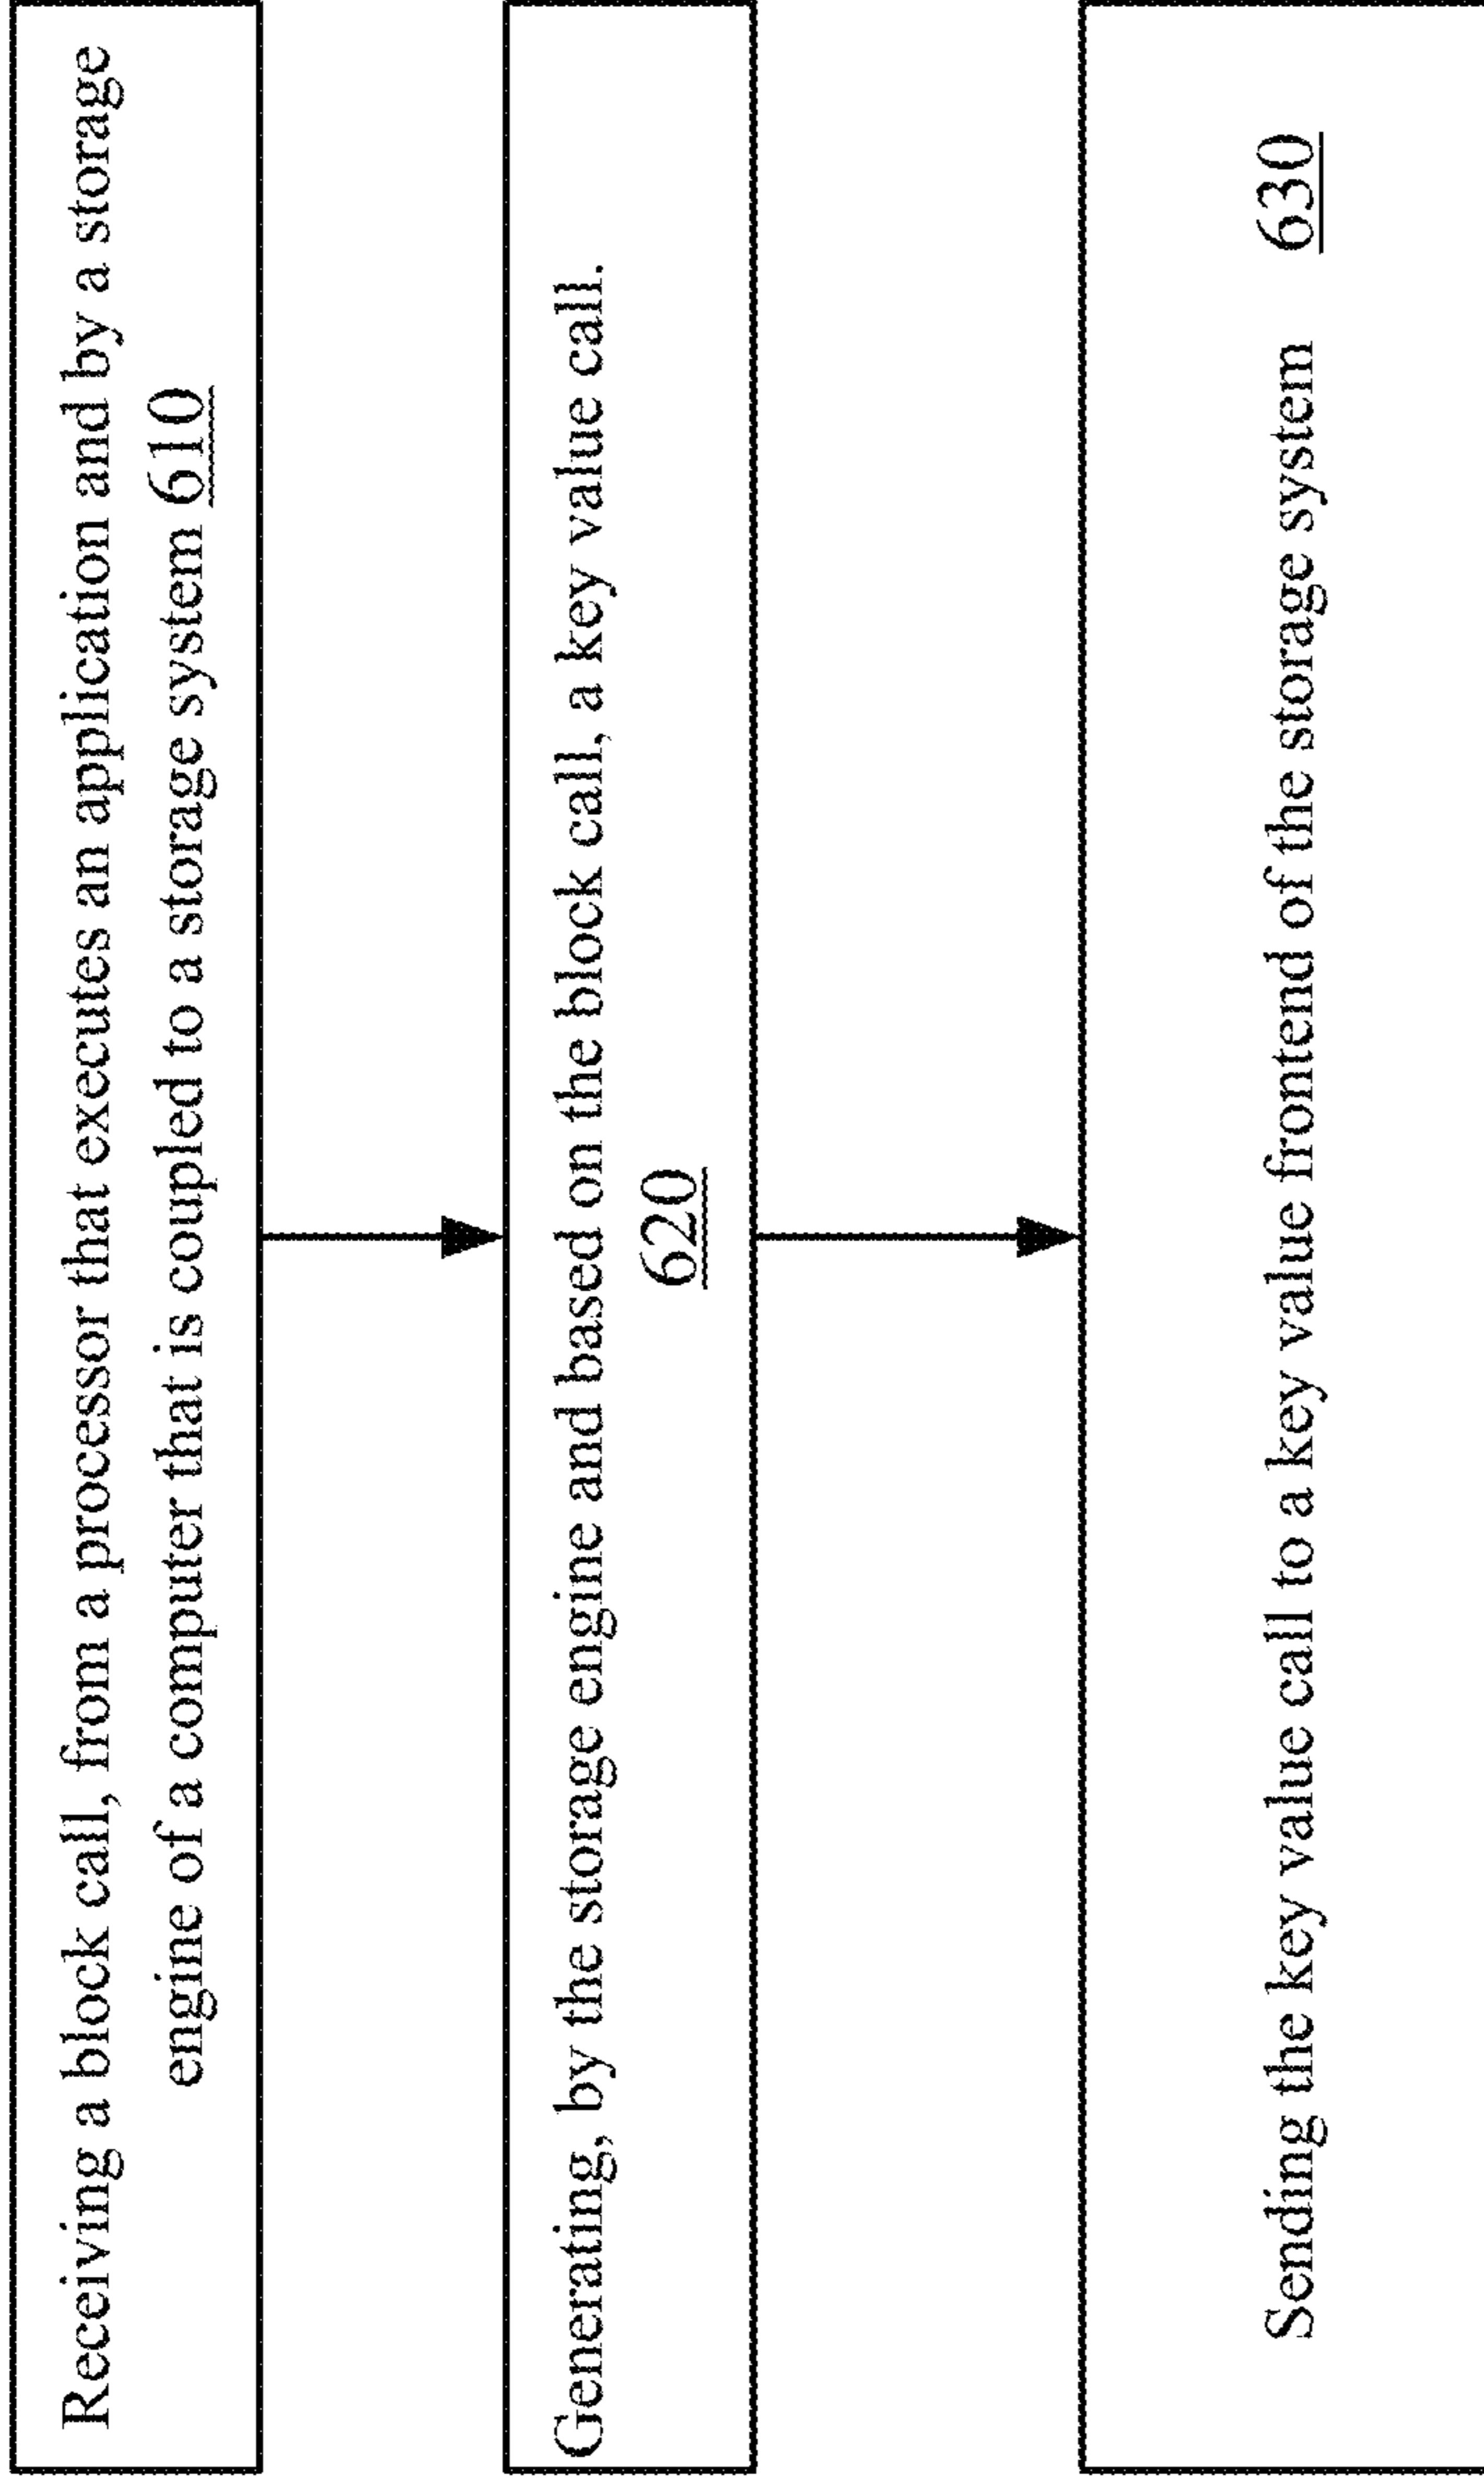 Receiving a block call, from a processor that executes an application and by a storage
engine of a computer that is coupled to a storage system 610
Generating, by the storage engine and based on the block call, a key value call.
620
Sending the key value call to a key value frontend of the storage system 630